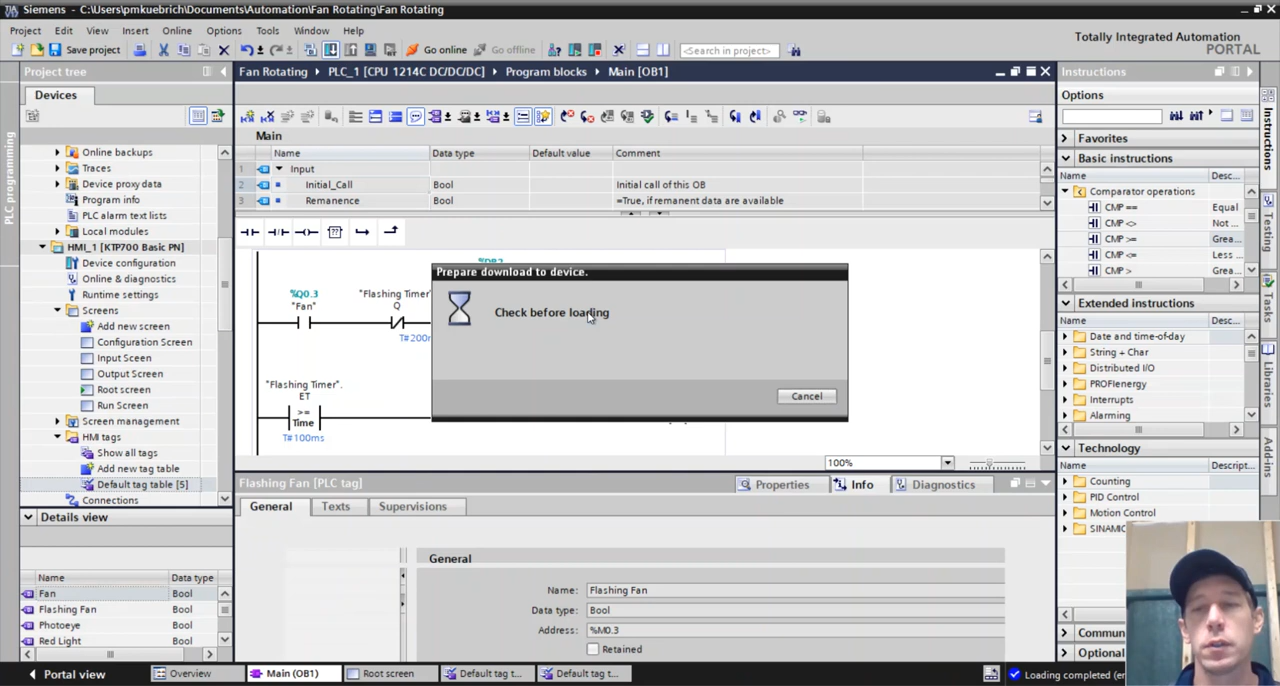 Siemens - C:\Users\pmkuebrich\Documents\Automation\Fan Rotating\Fan Rotating
Project Edit View Insert Online Options Tools Window Help
Totally Integrated Automation
PORTAL
Save project
Go online
Go offline
<Search in project>
Project tree
Fan Rotating ▸ PLC_1 [CPU 1214C DC/DC/DC] ▸ Program blocks ▸ Main [OB1]
Instructions
Devices
Options
PLC programming
Online backups
Traces
Device proxy data
Program info
PLC alarm text lists
Local modules
HMI_1 [KTP700 Basic PN]
Device configuration
Online & diagnostics
Runtime settings
Screens
Add new screen
Configuration Screen
Input Sceen
Output Screen
Root screen
Run Screen
Screen management
HMI tags
Show all tags
Add new tag table
Default tag table [5]
Connections
Details view
Name Data type
Fan Bool
Flashing Fan Bool
Photoeye Bool
Red Light Bool
Main
Name Data type Default value Comment
1 Input
2 Initial_Call Bool Initial call of this OB
3 Remanence Bool =True, if remanent data are available
%Q0.3
"Fan"
"Flashing Timer".
Q
"Flashing Timer".
ET
>=
Time
T#100ms
Prepare download to device.
Check before loading
Cancel
100%
Flashing Fan [PLC tag]
Properties Info Diagnostics
General Texts Supervisions
General
Name: Flashing Fan
Data type: Bool
Address: %M0.3
Retained
Favorites
Basic instructions
Name Desc...
Comparator operations
CMP == Equal
CMP <> Not ...
CMP >= Grea...
CMP <= Less ...
CMP > Grea...
Extended instructions
Name Descr...
Date and time-of-day
String + Char
Distributed I/O
PROFIenergy
Interrupts
Alarming
Technology
Name Descrip...
Counting
PID Control
Motion Control
SINAMIC
Commun
Optional
Instructions
Testing
Tasks
Libraries
Add-ins
Portal view
Overview
Main (OB1)
Root screen
Default tag t...
Default tag t...
Loading completed (er